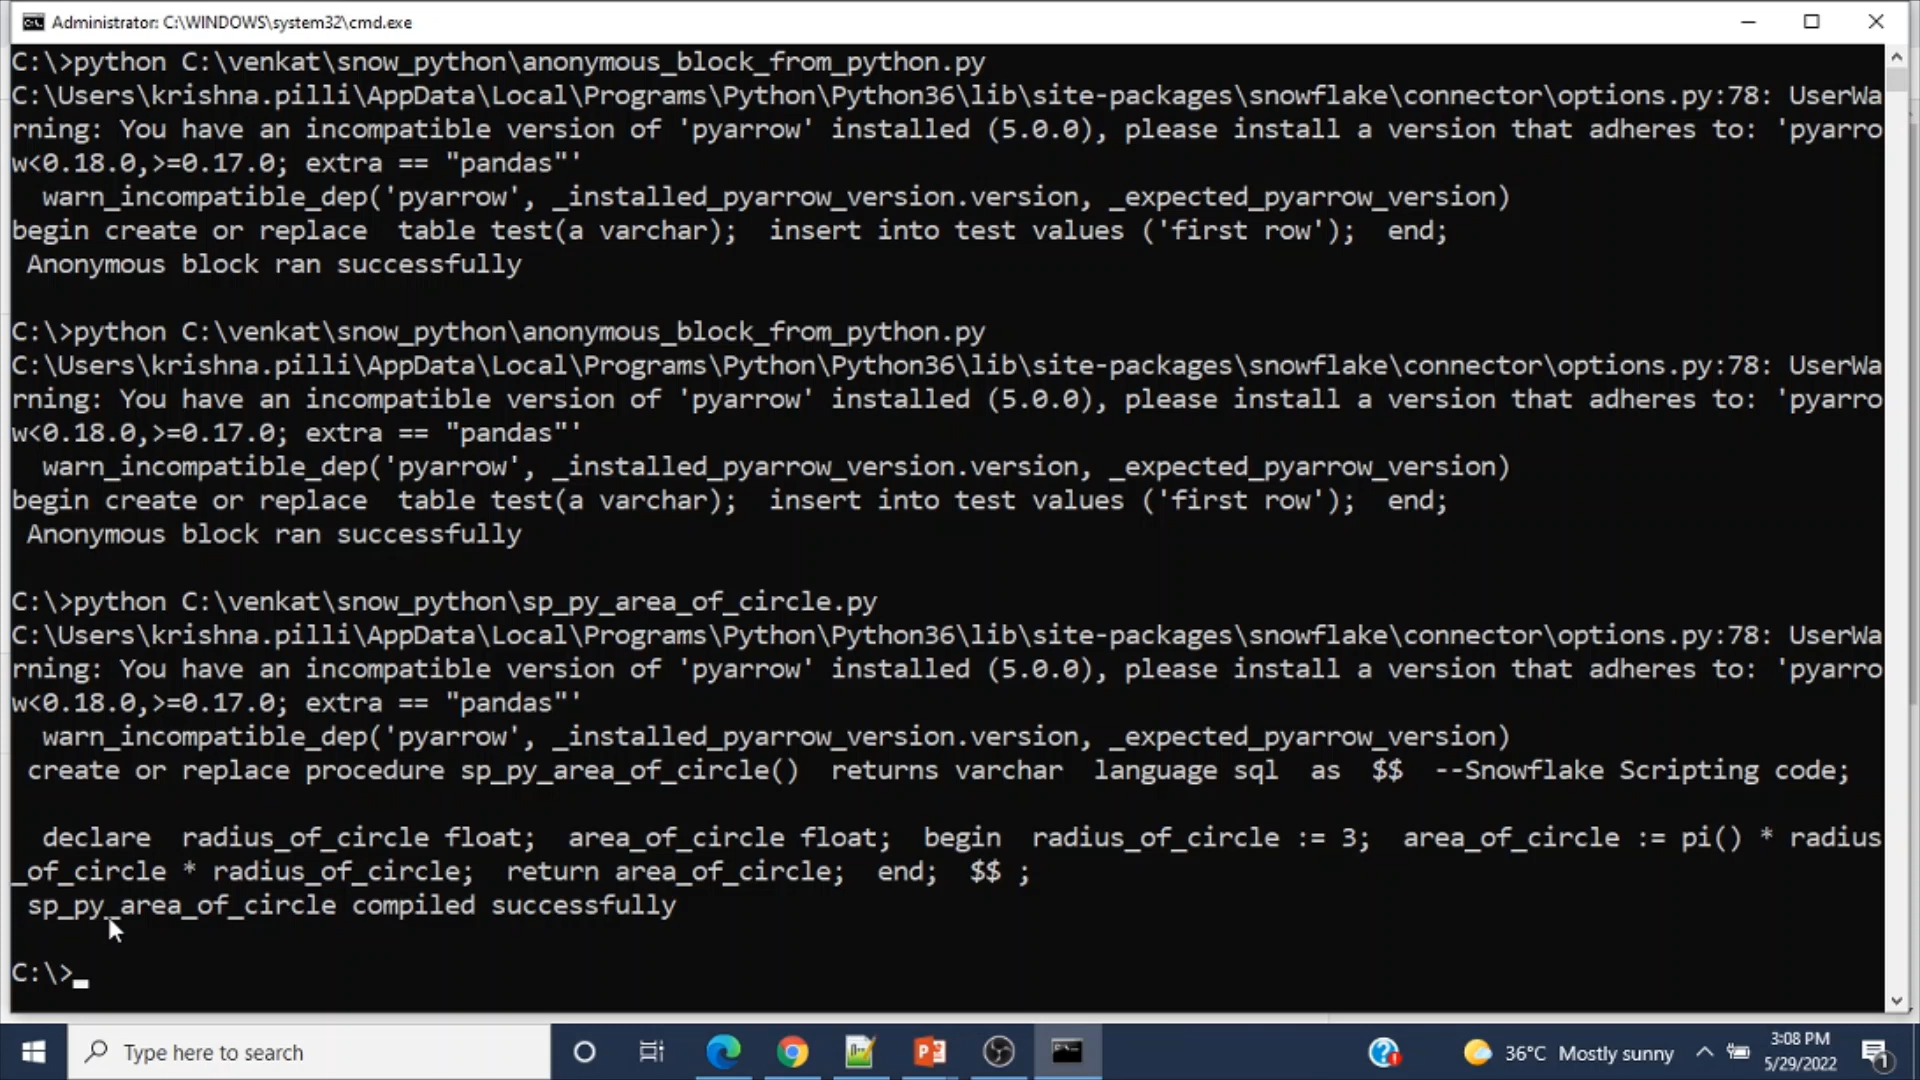 Administrator: C:\WINDOWS\system32\cmd.exe
C:\>python C:\venkat\snow_python\anonymous_block_from_python.py
C:\Users\krishna.pilli\AppData\Local\Programs\Python\Python36\lib\site-packages\snowflake\connector\options.py:78: UserWa
rning: You have an incompatible version of 'pyarrow' installed (5.0.0), please install a version that adheres to: 'pyarro
w<0.18.0,>=0.17.0; extra == "pandas"'
  warn_incompatible_dep('pyarrow', _installed_pyarrow_version.version, _expected_pyarrow_version)
begin create or replace  table test(a varchar);  insert into test values ('first row');  end;
 Anonymous block ran successfully
C:\>python C:\venkat\snow_python\anonymous_block_from_python.py
C:\Users\krishna.pilli\AppData\Local\Programs\Python\Python36\lib\site-packages\snowflake\connector\options.py:78: UserWa
rning: You have an incompatible version of 'pyarrow' installed (5.0.0), please install a version that adheres to: 'pyarro
w<0.18.0,>=0.17.0; extra == "pandas"'
  warn_incompatible_dep('pyarrow', _installed_pyarrow_version.version, _expected_pyarrow_version)
begin create or replace  table test(a varchar);  insert into test values ('first row');  end;
 Anonymous block ran successfully
C:\>python C:\venkat\snow_python\sp_py_area_of_circle.py
C:\Users\krishna.pilli\AppData\Local\Programs\Python\Python36\lib\site-packages\snowflake\connector\options.py:78: UserWa
rning: You have an incompatible version of 'pyarrow' installed (5.0.0), please install a version that adheres to: 'pyarro
w<0.18.0,>=0.17.0; extra == "pandas"'
  warn_incompatible_dep('pyarrow', _installed_pyarrow_version.version, _expected_pyarrow_version)
 create or replace procedure sp_py_area_of_circle()  returns varchar  language sql  as  $$  --Snowflake Scripting code;
  declare  radius_of_circle float;  area_of_circle float;  begin  radius_of_circle := 3;  area_of_circle := pi() * radius
_of_circle * radius_of_circle;  return area_of_circle;  end;  $$ ;
 sp_py_area_of_circle compiled successfully
C:\>
Type here to search
36°C Mostly sunny
3:08 PM
5/29/2022
1